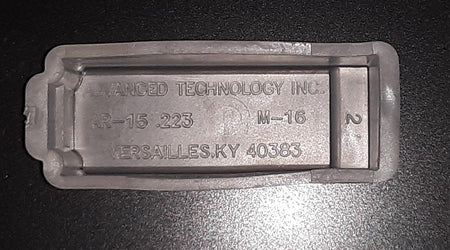 ADVANCED TECHNOLOGY INC.
AR-15 .223 M-16
VERSAILLES.KY 40383
2